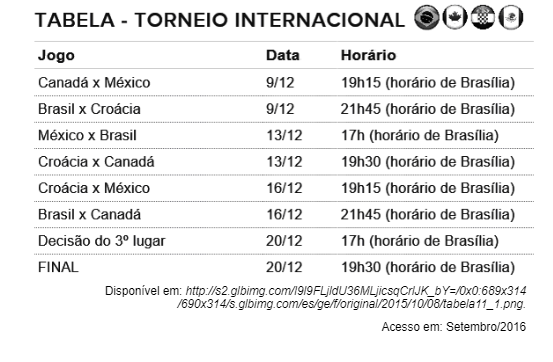 TABELA - TORNEIO INTERNACIONAL
Jogo Data Horário
Canadá x México 9/12 19h15 (horário de Brasília)
Brasil x Croácia 9/12 21h45 (horário de Brasília)
México x Brasil 13/12 17h (horário de Brasília)
Croácia x Canadá 13/12 19h30 (horário de Brasília)
Croácia x México 16/12 19h15 (horário de Brasília)
Brasil x Canadá 16/12 21h45 (horário de Brasília)
Decisão do 3º lugar 20/12 17h (horário de Brasília)
FINAL 20/12 19h30 (horário de Brasília)
Disponível em: http://s2.glbimg.com/l9l9FLjldU36MLjicsqCrlJK_bY=/0x0:689x314
/690x314/s.glbimg.com/es/ge/f/original/2015/10/08/tabela11_1.png.
Acesso em: Setembro/2016